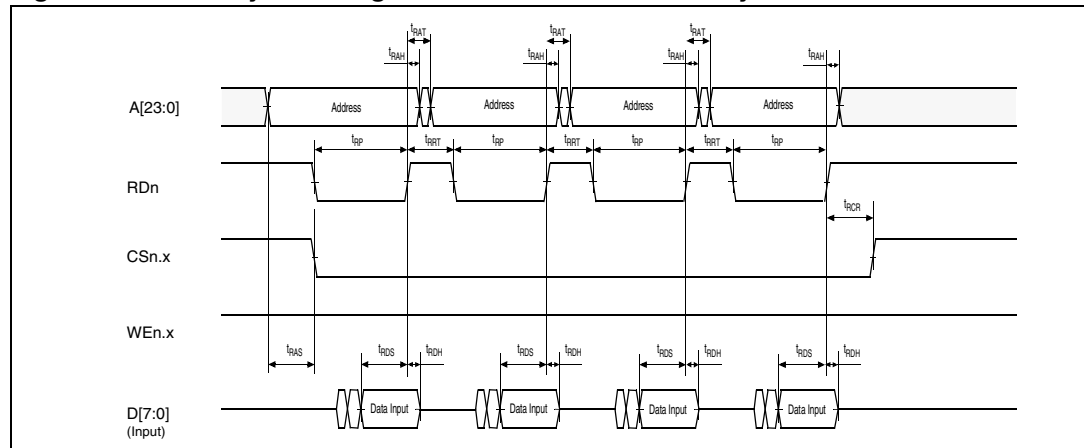 tRAT tRAT tRAT
tRAH tRAH tRAH tRAH
A[23:0] Address Address Address Address
tRP tRRT tRP tRRT tRP tRRT tRP
RDn
tRCR
CSn.x
WEn.x
tRAS tRDS tRDH tRDS tRDH tRDS tRDH tRDS tRDH
D[7:0] Data Input Data Input Data Input Data Input
(Input)